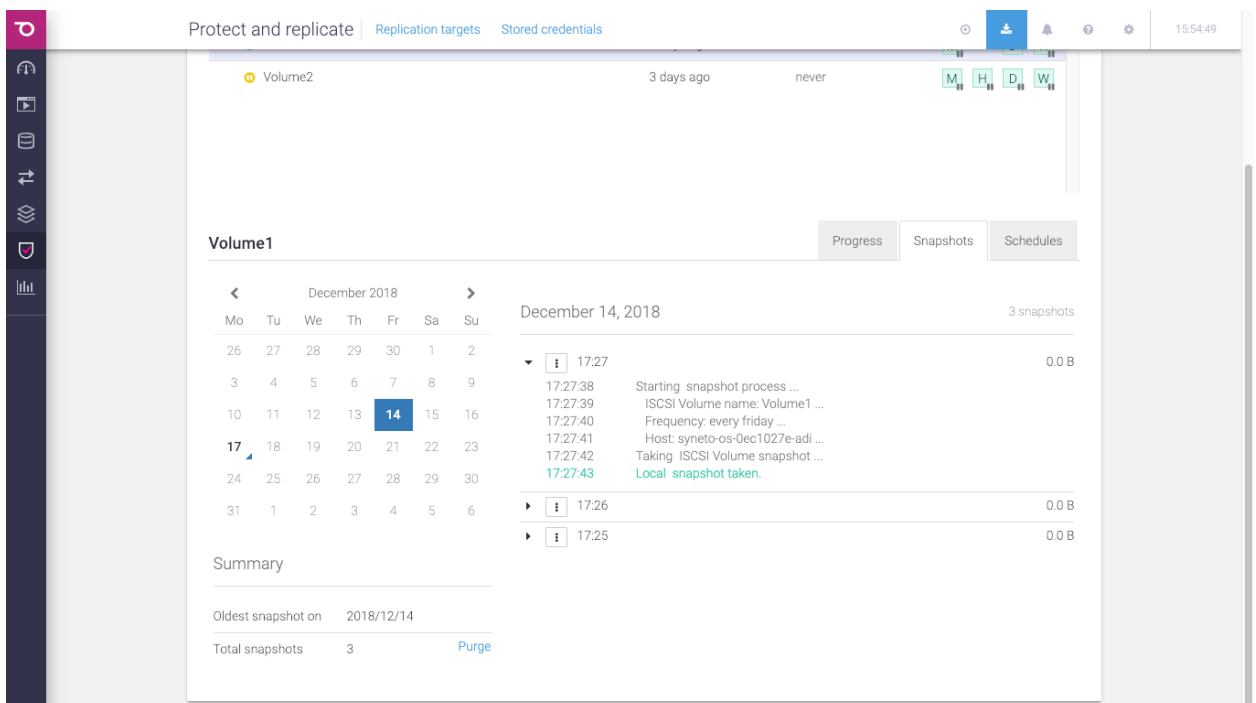 Protect and replicate Replication targets Stored credentials 15:54:49
Volume2 3 days ago never M H D W
Volume1 Progress Snapshots Schedules
December 2018
Mo Tu We Th Fr Sa Su
26 27 28 29 30 1 2
3 4 5 6 7 8 9
10 11 12 13 14 15 16
17 18 19 20 21 22 23
24 25 26 27 28 29 30
31 1 2 3 4 5 6
Summary
Oldest snapshot on 2018/12/14
Total snapshots 3 Purge
December 14, 2018 3 snapshots
17:27 0.0 B
17:27:38 Starting snapshot process ...
17:27:39 ISCSI Volume name: Volume1 ...
17:27:40 Frequency: every friday ...
17:27:41 Host: syneto-os-0ec1027e-adi ...
17:27:42 Taking ISCSI Volume snapshot ...
17:27:43 Local snapshot taken.
17:26 0.0 B
17:25 0.0 B